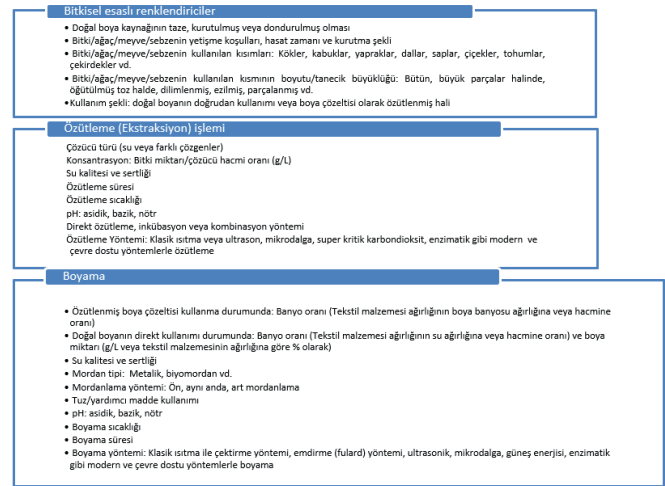 Bitkisel esaslı renklendiriciler
• Doğal boya kaynağının taze, kurutulmuş veya dondurulmuş olması
• Bitki/ağaç/meyve/sebzenin yetişme koşulları, hasat zamanı ve kurutma şekli
• Bitki/ağaç/meyve/sebzenin kullanılan kısımları: Kökler, kabuklar, yapraklar, dallar, saplar, çiçekler, tohumlar,
çekirdekler vd.
• Bitki/ağaç/meyve/sebzenin kullanılan kısmının boyutu/tanecik büyüklüğü: Bütün, büyük parçalar halinde,
öğütülmüş toz halde, dilimlenmiş, ezilmiş, parçalanmış vd.
•Kullanım şekli: doğal boyanın doğrudan kullanımı veya boya çözeltisi olarak özütlenmiş hali
Özütleme (Ekstraksiyon) işlemi
Çözücü türü (su veya farklı çözgenler)
Konsantrasyon: Bitki miktarı/çözücü hacmi oranı (g/L)
Su kalitesi ve sertliği
Özütleme süresi
Özütleme sıcaklığı
pH: asidik, bazik, nötr
Direkt özütleme, inkübasyon veya kombinasyon yöntemi
Özütleme Yöntemi: Klasik ısıtma veya ultrason, mikrodalga, super kritik karbondioksit, enzimatik gibi modern ve
çevre dostu yöntemlerle özütleme
Boyama
• Özütlenmiş boya çözeltisi kullanma durumunda: Banyo oranı (Tekstil malzemesi ağırlığının boya banyosu ağırlığına veya hacmine
oranı)
• Doğal boyanın direkt kullanımı durumunda: Banyo oranı (Tekstil malzemesi ağırlığının su ağırlığına veya hacmine oranı) ve boya
miktarı (g/L veya tekstil malzemesinin ağırlığına göre % olarak)
• Su kalitesi ve sertliği
• Mordan tipi: Metalik, biyomordan vd.
• Mordanlama yöntemi: Ön, aynı anda, art mordanlama
• Tuz/yardımcı madde kullanımı
• pH: asidik, bazik, nötr
• Boyama sıcaklığı
• Boyama süresi
• Boyama yöntemi: Klasik ısıtma ile çektirme yöntemi, emdirme (fulard) yöntemi, ultrasonik, mikrodalga, güneş enerjisi, enzimatik
gibi modern ve çevre dostu yöntemlerle boyama